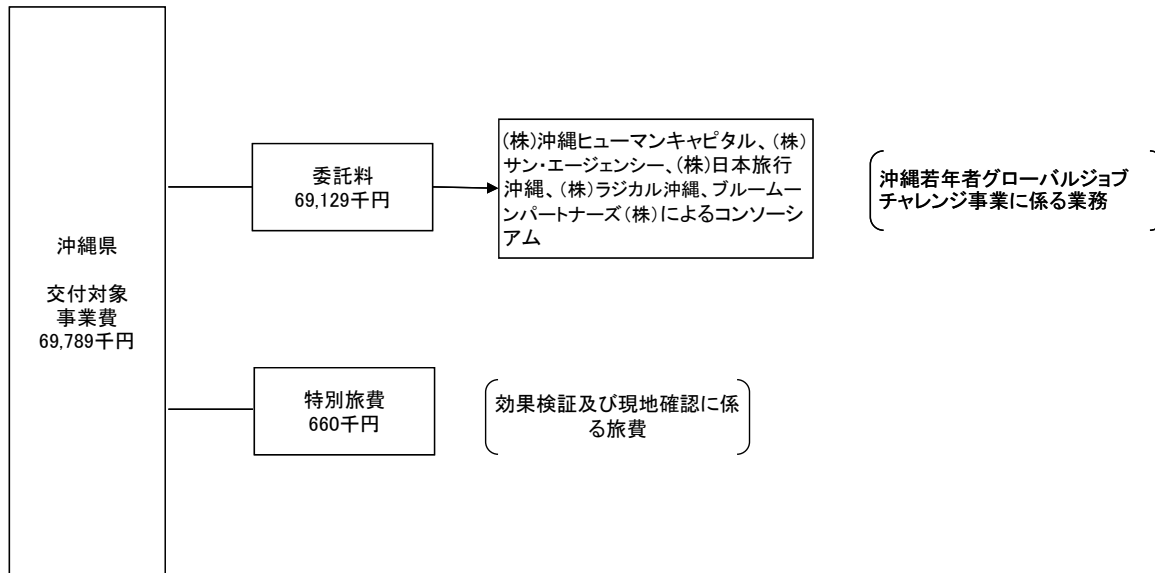 沖縄県
交付対象
事業費
69,789千円
委託料
69,129千円
(株)沖縄ヒューマンキャピタル、(株)
サン・エージェンシー、(株)日本旅行
沖縄、(株)ラジカル沖縄、ブルームー
ンパートナーズ(株)によるコンソーシ
アム
沖縄若年者グローバルジョブ
チャレンジ事業に係る業務
特別旅費
660千円
効果検証及び現地確認に係
る旅費